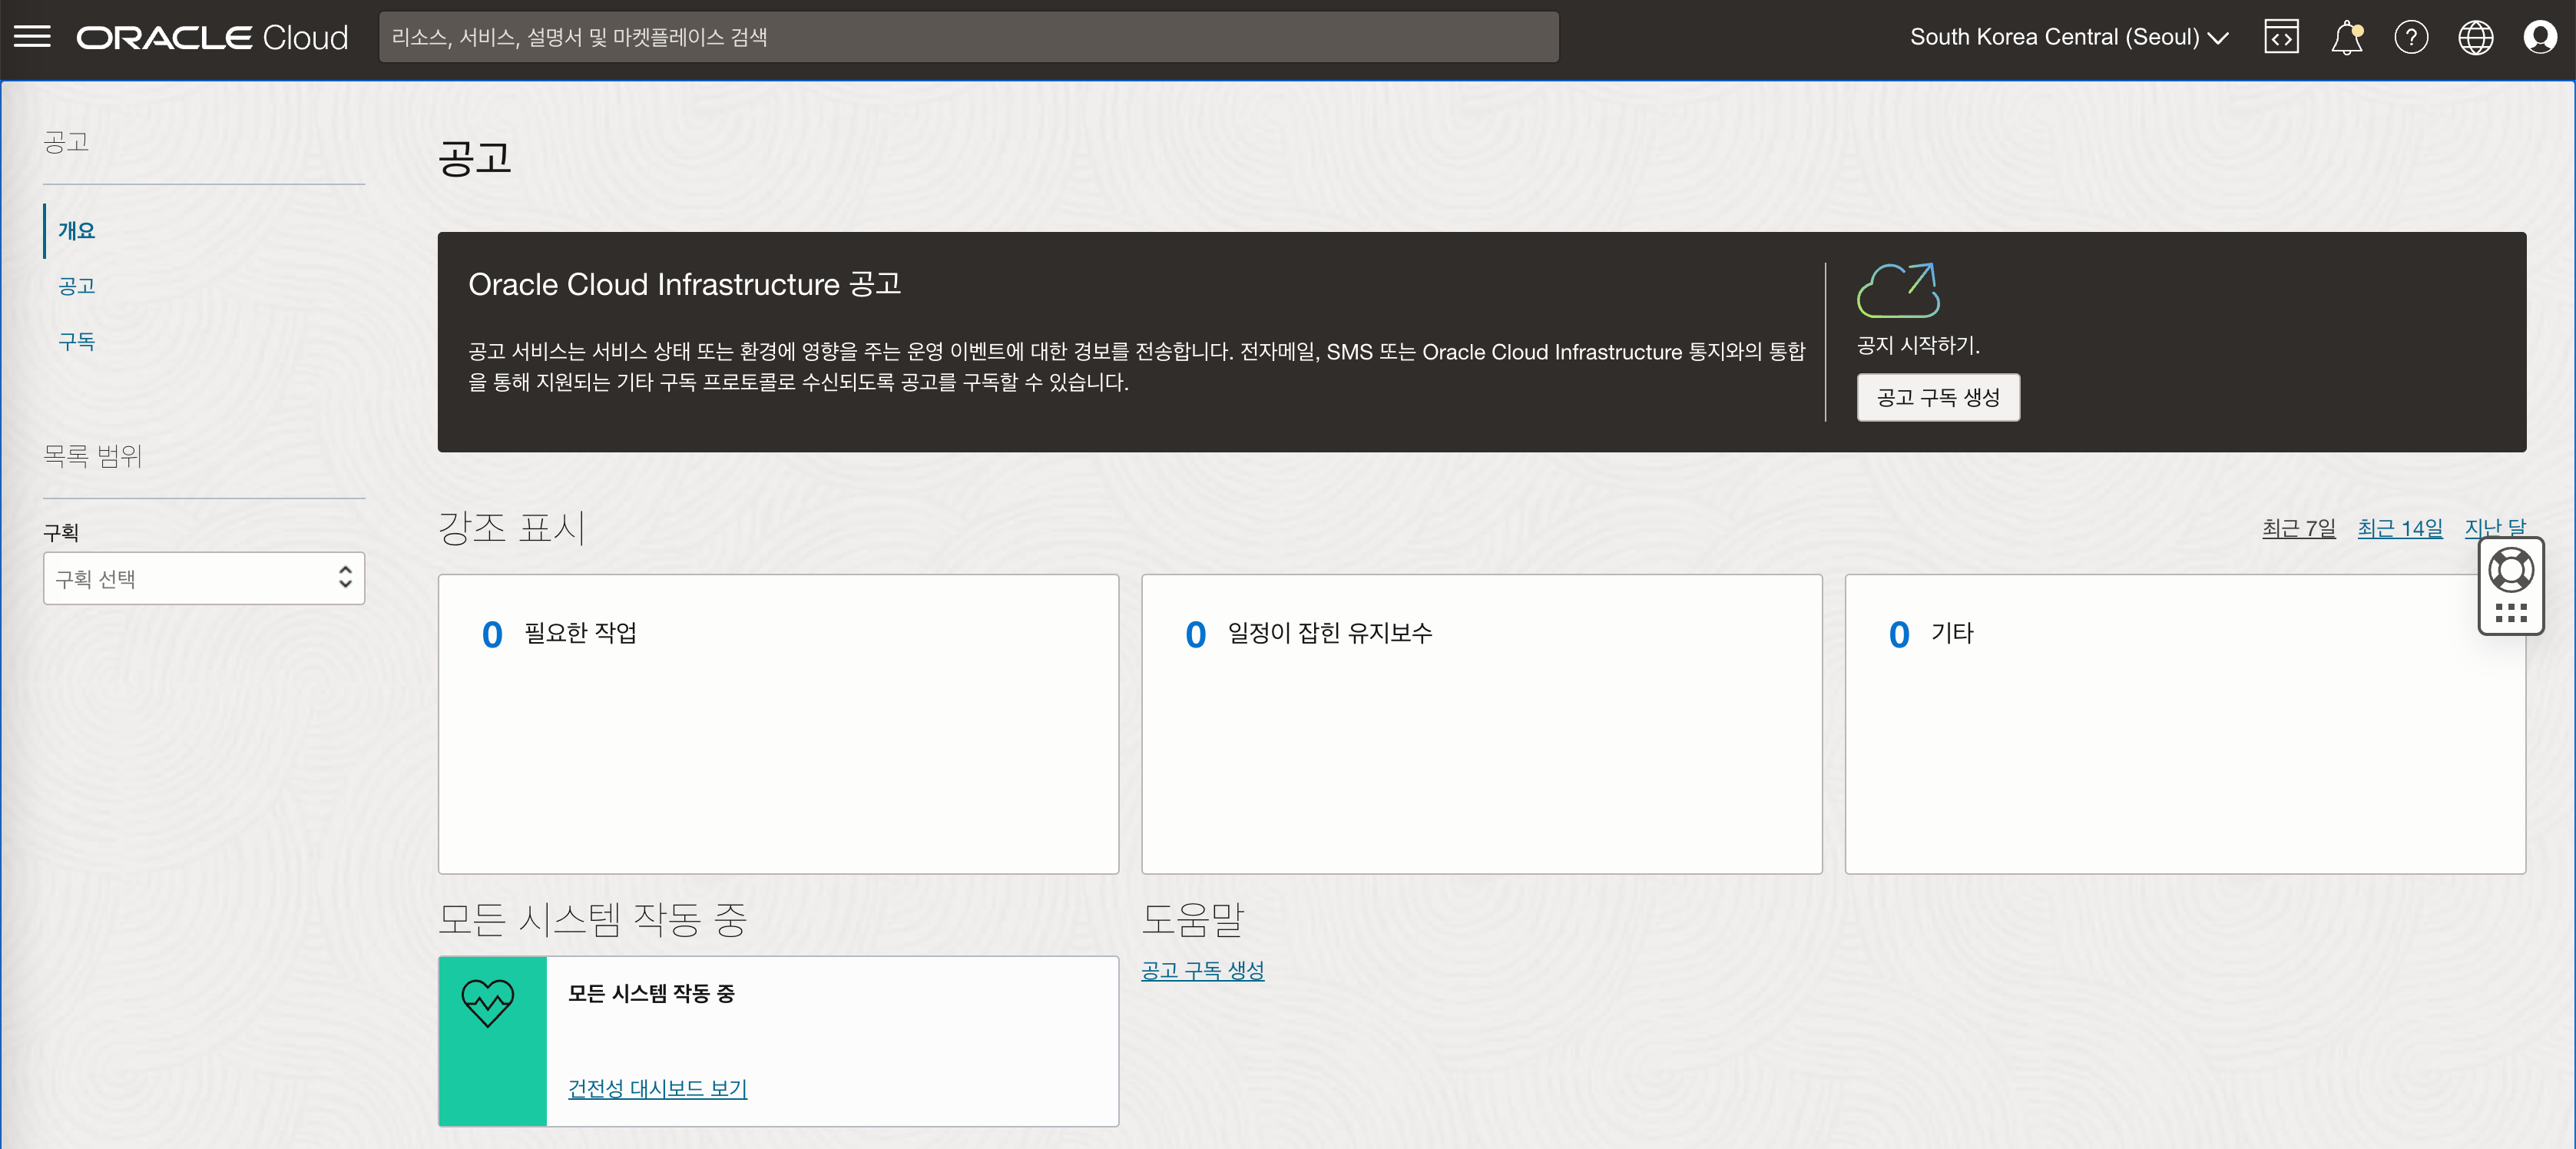 ORACLE Cloud
리소스, 서비스, 설명서 및 마켓플레이스 검색
South Korea Central (Seoul)
공고
개요
공고
구독
목록 범위
구획
구획 선택
공고
Oracle Cloud Infrastructure 공고
공고 서비스는 서비스 상태 또는 환경에 영향을 주는 운영 이벤트에 대한 경보를 전송합니다. 전자메일, SMS 또는 Oracle Cloud Infrastructure 통지와의 통합
을 통해 지원되는 기타 구독 프로토콜로 수신되도록 공고를 구독할 수 있습니다.
공지 시작하기.
공고 구독 생성
강조 표시
최근 7일 최근 14일 지난 달
0 필요한 작업
0 일정이 잡힌 유지보수
0 기타
모든 시스템 작동 중
모든 시스템 작동 중
건전성 대시보드 보기
도움말
공고 구독 생성